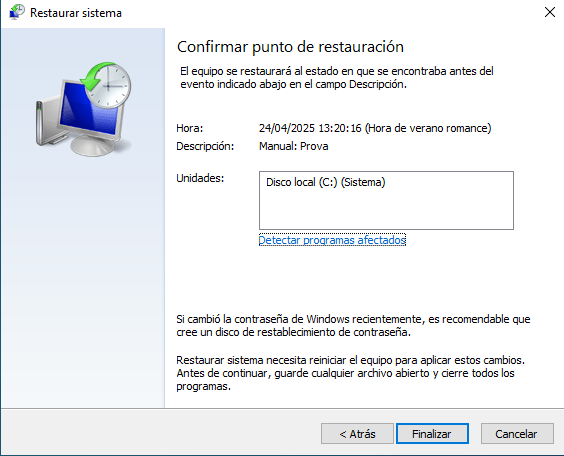 Restaurar sistema
Confirmar punto de restauración
El equipo se restaurará al estado en que se encontraba antes del
evento indicado abajo en el campo Descripción.
Hora: 24/04/2025 13:20:16 (Hora de verano romance)
Descripción: Manual: Prova
Unidades: Disco local (C:) (Sistema)
Detectar programas afectados
Si cambió la contraseña de Windows recientemente, es recomendable que
cree un disco de restablecimiento de contraseña.
Restaurar sistema necesita reiniciar el equipo para aplicar estos cambios.
Antes de continuar, guarde cualquier archivo abierto y cierre todos los
programas.
< Atrás Finalizar Cancelar